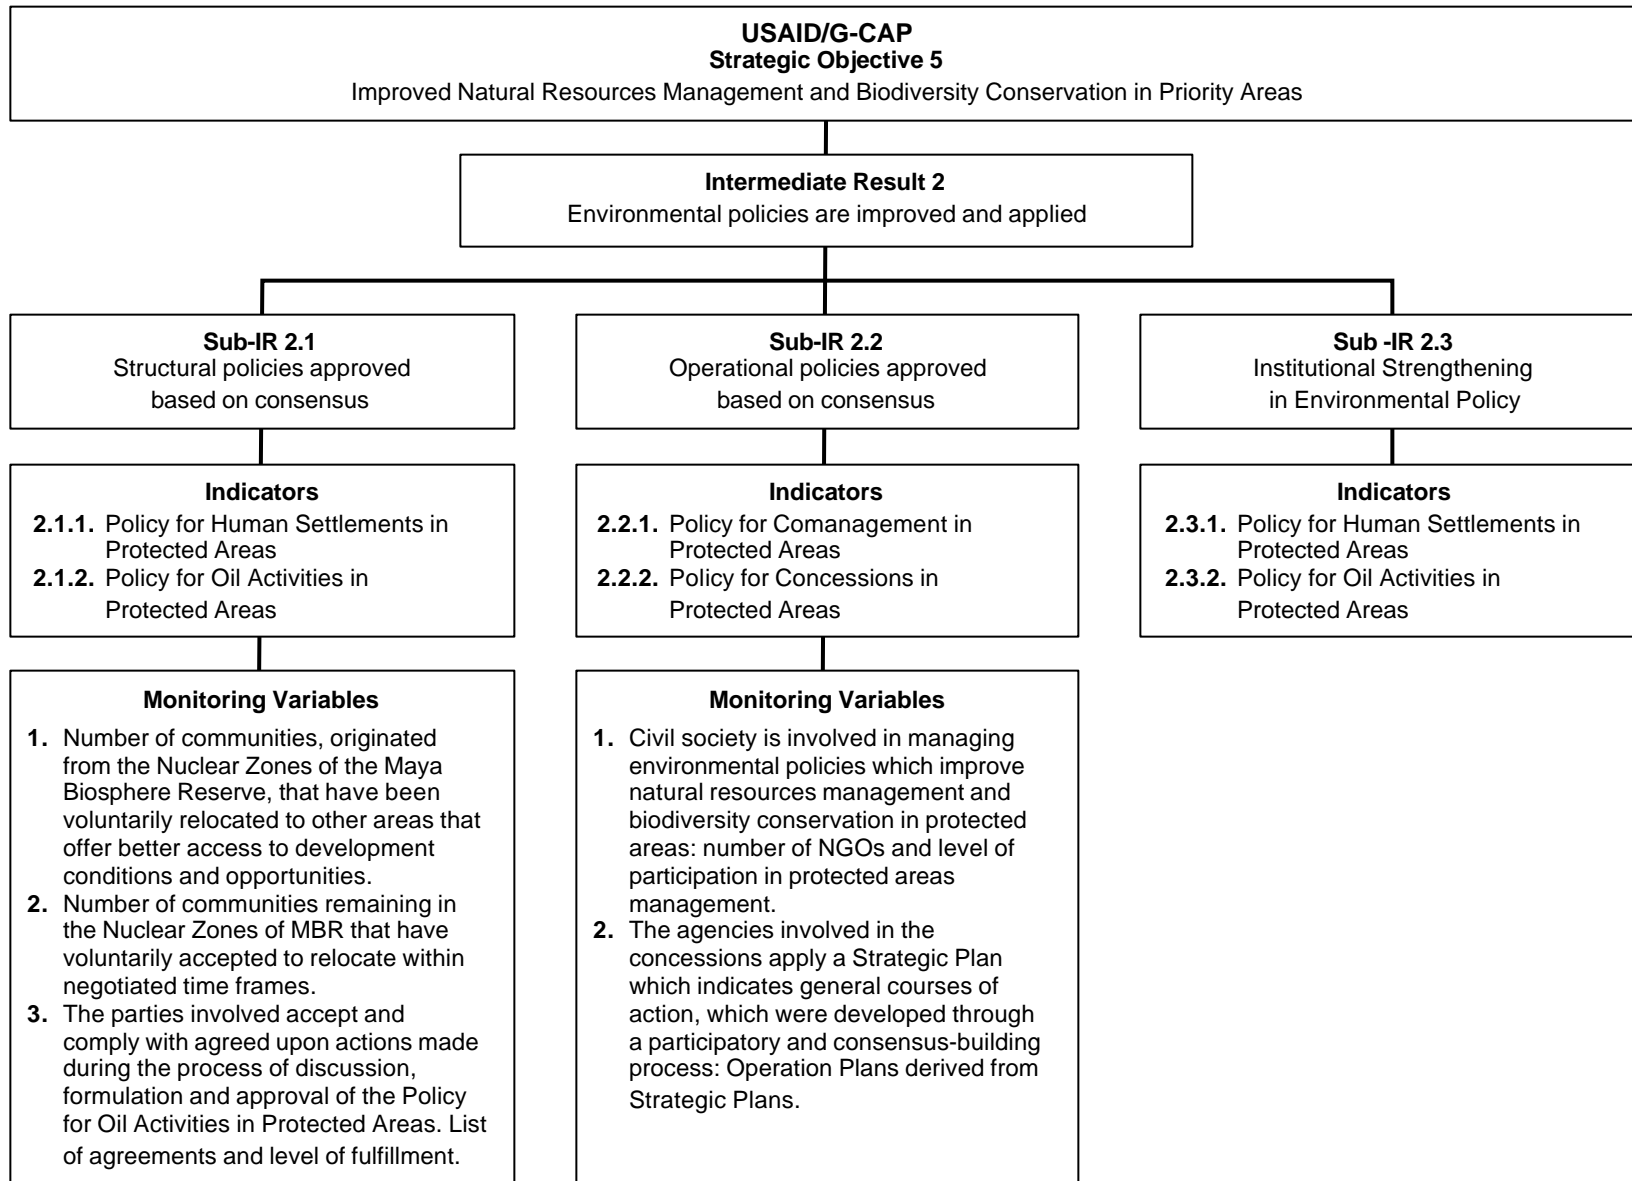 USAID/G-CAP
Strategic Objective 5
Improved Natural Resources Management and Biodiversity Conservation in Priority Areas
Intermediate Result 2
Environmental policies are improved and applied
Sub-IR 2.1
Structural policies approved
based on consensus
Sub-IR 2.2
Operational policies approved
based on consensus
Sub -IR 2.3
Institutional Strengthening
in Environmental Policy
Indicators
2.1.1. Policy for Human Settlements in
Protected Areas
2.1.2. Policy for Oil Activities in
Protected Areas
Indicators
2.2.1. Policy for Comanagement in
Protected Areas
2.2.2. Policy for Concessions in
Protected Areas
Indicators
2.3.1. Policy for Human Settlements in
Protected Areas
2.3.2. Policy for Oil Activities in
Protected Areas
Monitoring Variables
1. Number of communities, originated
from the Nuclear Zones of the Maya
Biosphere Reserve, that have been
voluntarily relocated to other areas that
offer better access to development
conditions and opportunities.
2. Number of communities remaining in
the Nuclear Zones of MBR that have
voluntarily accepted to relocate within
negotiated time frames.
3. The parties involved accept and
comply with agreed upon actions made
during the process of discussion,
formulation and approval of the Policy
for Oil Activities in Protected Areas. List
of agreements and level of fulfillment.
Monitoring Variables
1. Civil society is involved in managing
environmental policies which improve
natural resources management and
biodiversity conservation in protected
areas: number of NGOs and level of
participation in protected areas
management.
2. The agencies involved in the
concessions apply a Strategic Plan
which indicates general courses of
action, which were developed through
a participatory and consensus-building
process: Operation Plans derived from
Strategic Plans.